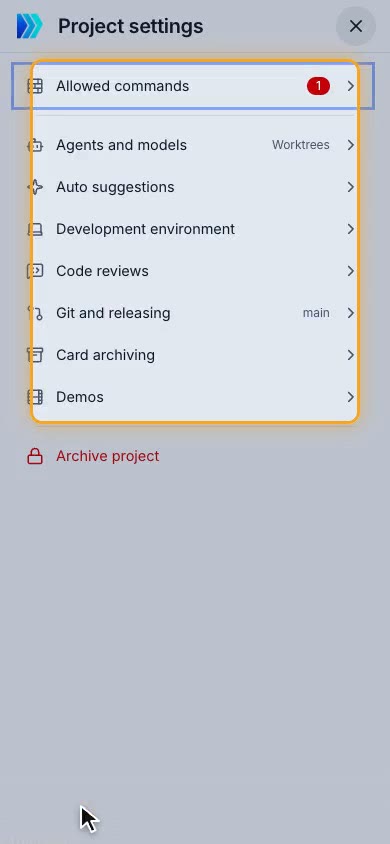 Project settings
Allowed commands 1
Agents and models Worktrees
Auto suggestions
Development environment
Code reviews
Git and releasing main
Card archiving
Demos
Archive project